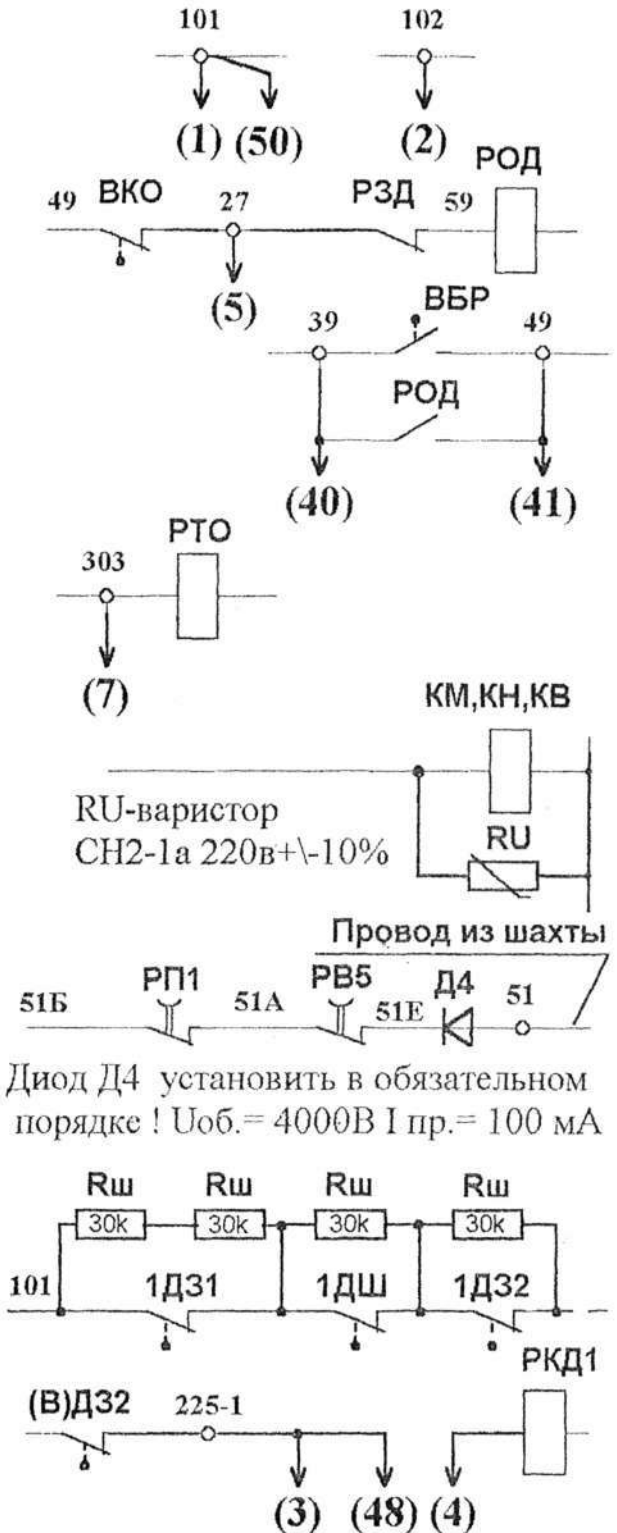 101 102
(1) (50) (2)
РОД
49 ВКО 27 РЗД 59
(5)
39 ВБР 49
РОД
(40) (41)
РТО
303
(7)
КМ,КН,КВ
RU-варистор
СН2-1а 220в+\-10%
RU
Провод из шахты
51Б РП1 51А РВ5 51Е Д4 51
Диод Д4 установить в обязательном
порядке ! Uоб.= 4000В I пр.= 100 мА
Rш Rш Rш Rш
30k 30k 30k 30k
101 1ДЗ1 1ДШ 1ДЗ2
РКД1
(В)ДЗ2 225-1
(3) (48) (4)